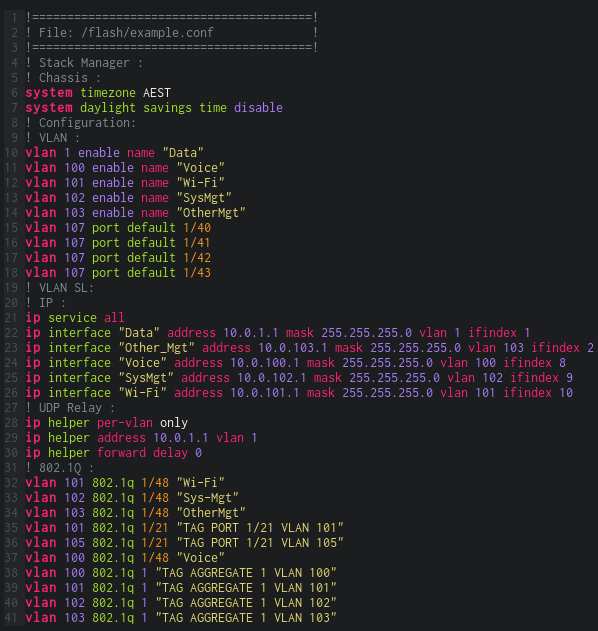 1 !========================================!
2 ! File: /flash/example.conf !
3 !========================================!
4 ! Stack Manager :
5 ! Chassis :
6 system timezone AEST
7 system daylight savings time disable
8 ! Configuration:
9 ! VLAN :
10 vlan 1 enable name "Data"
11 vlan 100 enable name "Voice"
12 vlan 101 enable name "Wi-Fi"
13 vlan 102 enable name "SysMgt"
14 vlan 103 enable name "OtherMgt"
15 vlan 107 port default 1/40
16 vlan 107 port default 1/41
17 vlan 107 port default 1/42
18 vlan 107 port default 1/43
19 ! VLAN SL:
20 ! IP :
21 ip service all
22 ip interface "Data" address 10.0.1.1 mask 255.255.255.0 vlan 1 ifindex 1
23 ip interface "Other_Mgt" address 10.0.103.1 mask 255.255.255.0 vlan 103 ifindex 2
24 ip interface "Voice" address 10.0.100.1 mask 255.255.255.0 vlan 100 ifindex 8
25 ip interface "SysMgt" address 10.0.102.1 mask 255.255.255.0 vlan 102 ifindex 9
26 ip interface "Wi-Fi" address 10.0.101.1 mask 255.255.255.0 vlan 101 ifindex 10
27 ! UDP Relay :
28 ip helper per-vlan only
29 ip helper address 10.0.1.1 vlan 1
30 ip helper forward delay 0
31 ! 802.1Q :
32 vlan 101 802.1q 1/48 "Wi-Fi"
33 vlan 102 802.1q 1/48 "Sys-Mgt"
34 vlan 103 802.1q 1/48 "OtherMgt"
35 vlan 101 802.1q 1/21 "TAG PORT 1/21 VLAN 101"
36 vlan 105 802.1q 1/21 "TAG PORT 1/21 VLAN 105"
37 vlan 100 802.1q 1/48 "Voice"
38 vlan 100 802.1q 1 "TAG AGGREGATE 1 VLAN 100"
39 vlan 101 802.1q 1 "TAG AGGREGATE 1 VLAN 101"
40 vlan 102 802.1q 1 "TAG AGGREGATE 1 VLAN 102"
41 vlan 103 802.1q 1 "TAG AGGREGATE 1 VLAN 103"